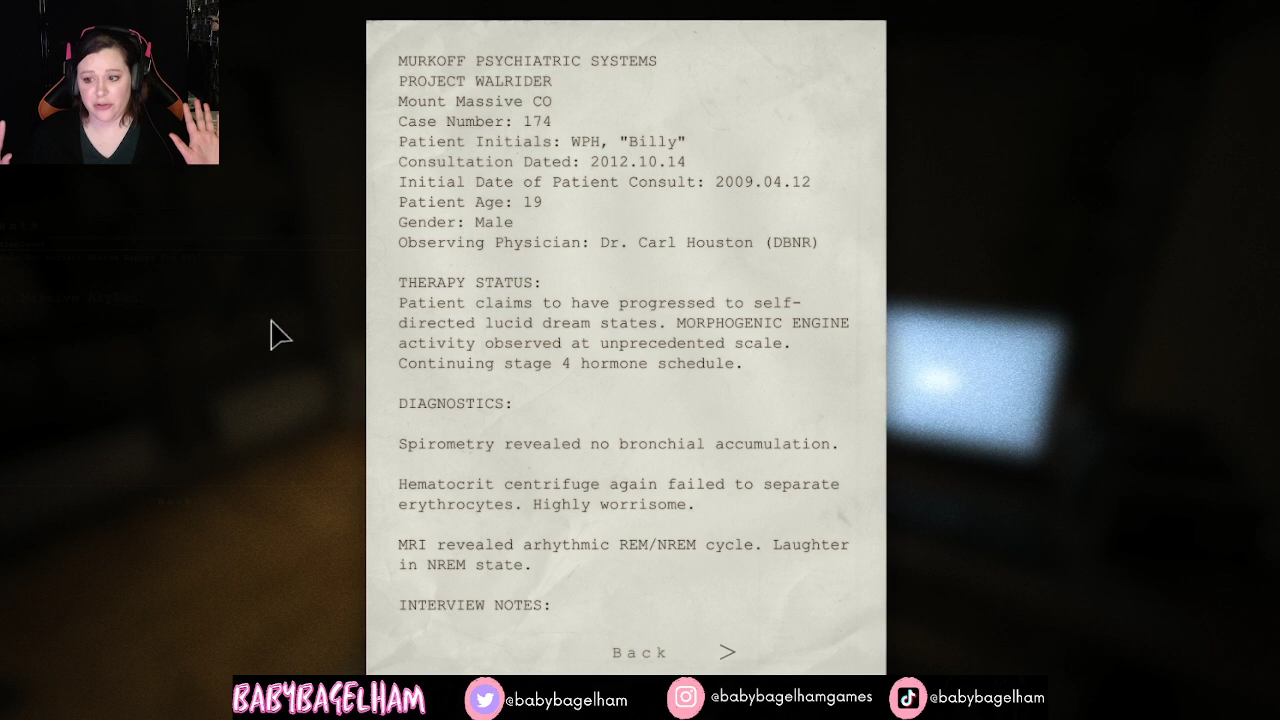 MURKOFF PSYCHIATRIC SYSTEMS
PROJECT WALRIDER
Mount Massive CO
Case Number: 174
Patient Initials: WPH, "Billy"
Consultation Dated: 2012.10.14
Initial Date of Patient Consult: 2009.04.12
Patient Age: 19
Gender: Male
Observing Physician: Dr. Carl Houston (DBNR)
THERAPY STATUS:
Patient claims to have progressed to self-
directed lucid dream states. MORPHOGENIC ENGINE
activity observed at unprecedented scale.
Continuing stage 4 hormone schedule.
DIAGNOSTICS:
Spirometry revealed no bronchial accumulation.
Hematocrit centrifuge again failed to separate
erythrocytes. Highly worrisome.
MRI revealed arhythmic REM/NREM cycle. Laughter
in NREM state.
INTERVIEW NOTES:
Back >
BABYBAGELHAM
@babybagelham
@babybagelhamgames
@babybagelham